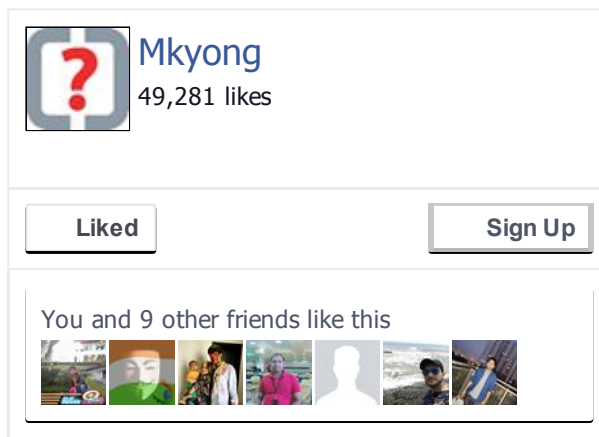 ?
Mkyong
49,281 likes
Liked
Sign Up
You and 9 other friends like this